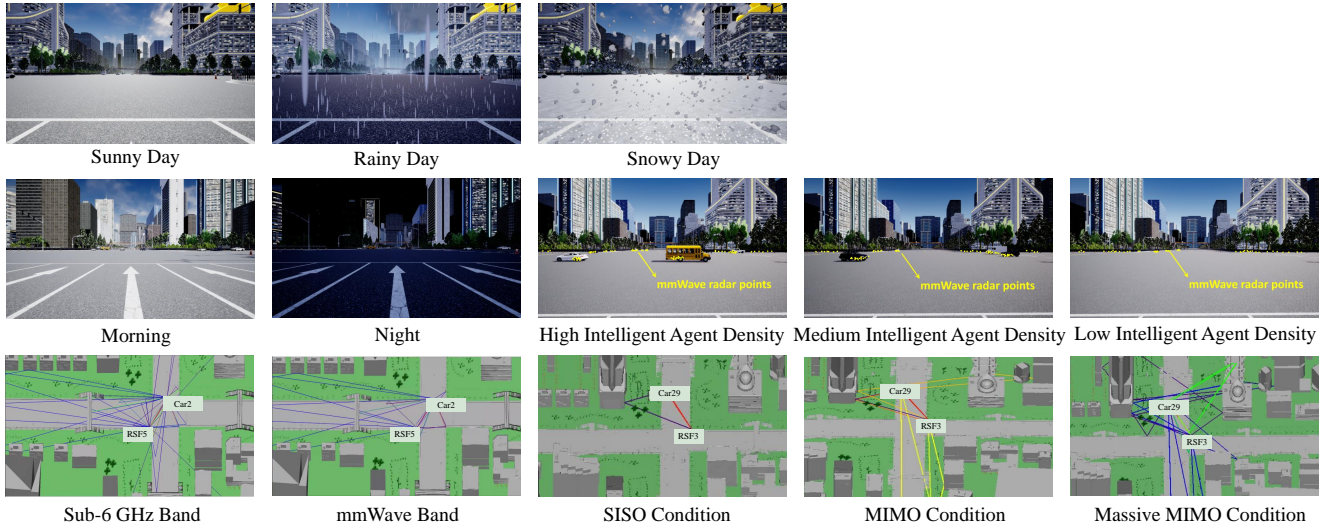 Sunny Day
Rainy Day
Snowy Day
mmWave radar points
mmWave radar points
mmWave radar points
Morning
Night
High Intelligent Agent Density
Medium Intelligent Agent Density
Low Intelligent Agent Density
Car2
RSF5
Car2
RSF5
Car29
RSF3
Car29
RSF3
Car29
RSF3
Sub-6 GHz Band
mmWave Band
SISO Condition
MIMO Condition
Massive MIMO Condition